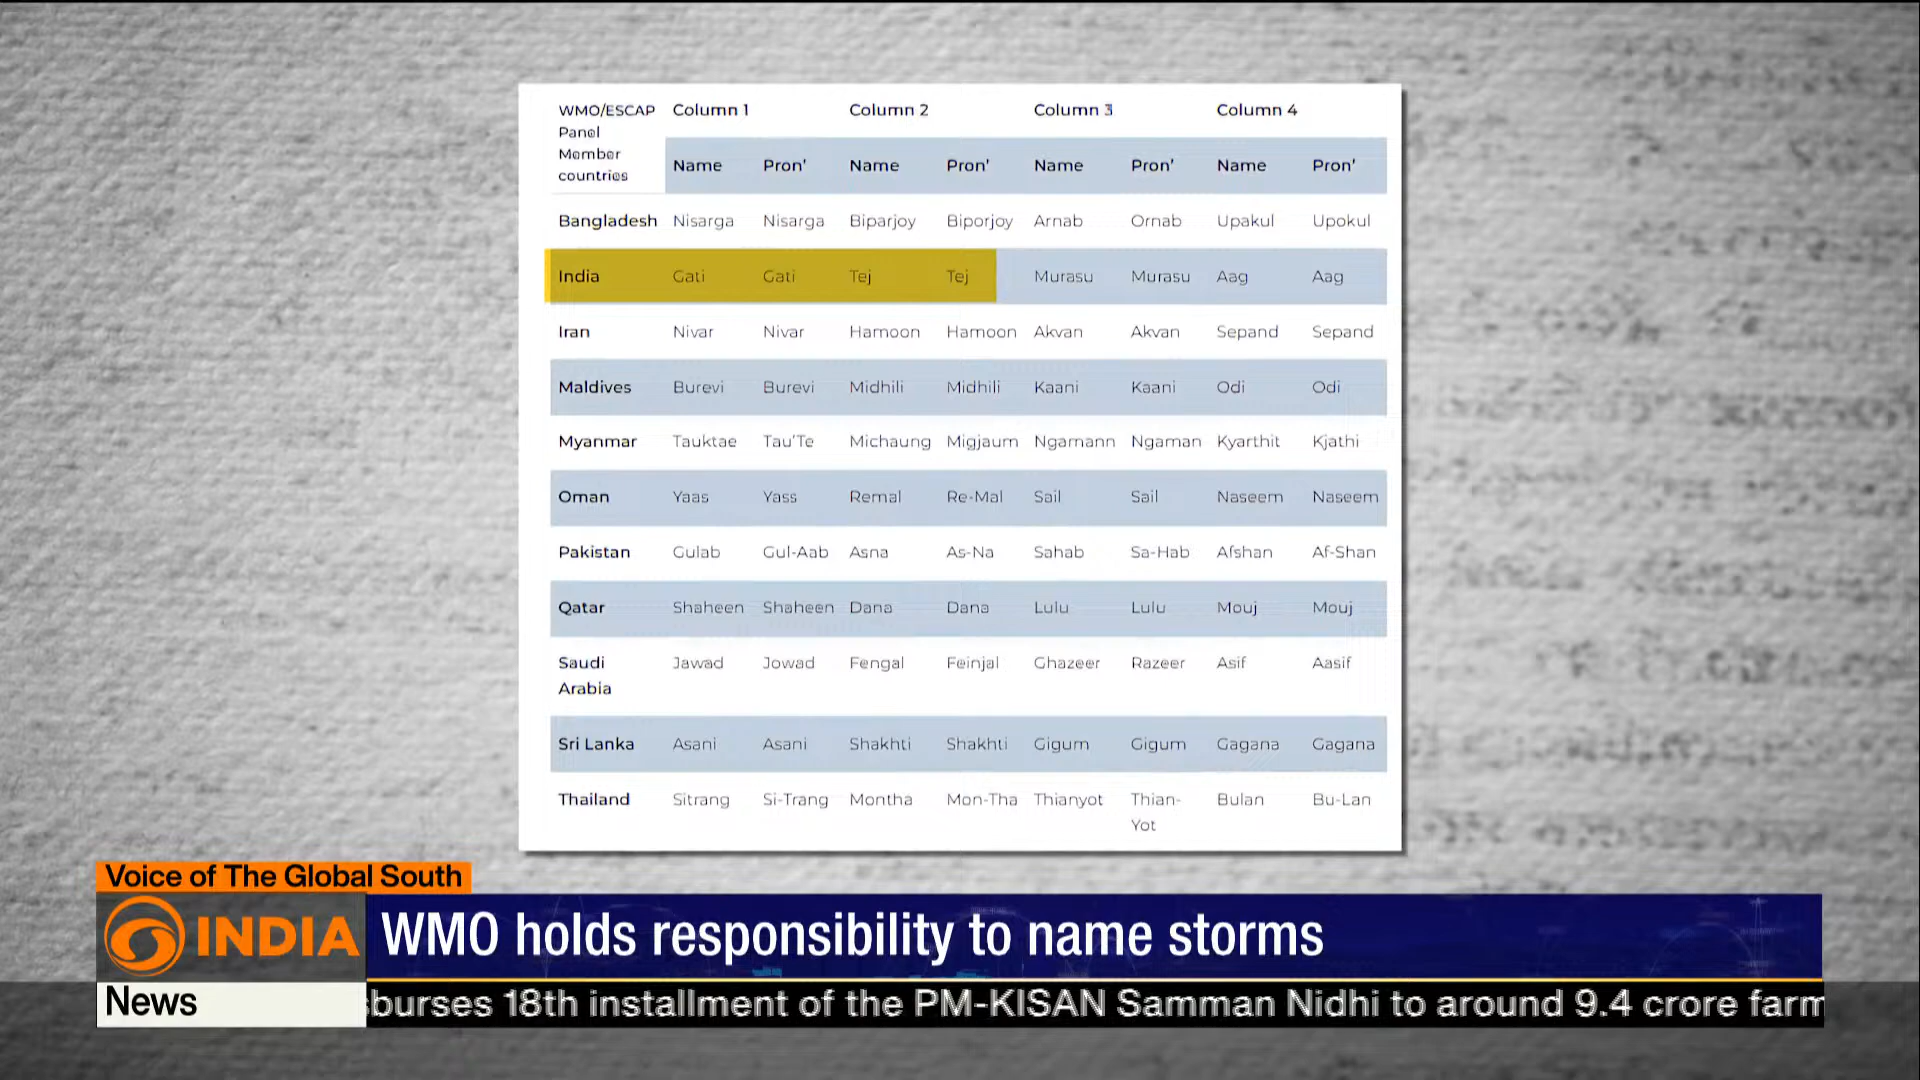 WMO/ESCAP Panel Member countries Column 1 Column 2 Column 3 Column 4
Name Pron' Name Pron' Name Pron' Name Pron'
Bangladesh Nisarga Nisarga Biparjoy Biporjoy Arnab Ornab Upakul Upokul
India Gati Gati Tej Tej Murasu Murasu Aag Aag
Iran Nivar Nivar Hamoon Hamoon Akvan Akvan Sepand Sepand
Maldives Burevi Burevi Midhili Midhili Kaani Kaani Odi Odi
Myanmar Tauktae Tau'Te Michaung Migjaum Ngamann Ngaman Kyarthit Kjathi
Oman Yaas Yass Remal Re-Mal Sail Sail Naseem Naseem
Pakistan Gulab Gul-Aab Asna As-Na Sahab Sa-Hab Afshan Af-Shan
Qatar Shaheen Shaheen Dana Dana Lulu Lulu Mouj Mouj
Saudi Arabia Jawad Jowad Fengal Feinjal Ghazeer Razeer Asif Aasif
Sri Lanka Asani Asani Shakhti Shakhti Gigum Gigum Gagana Gagana
Thailand Sitrang Si-Trang Montha Mon-Tha Thianyot Thian-Yot Bulan Bu-Lan
Voice of The Global South
INDIA
WMO holds responsibility to name storms
News
sburses 18th installment of the PM-KISAN Samman Nidhi to around 9.4 crore farm